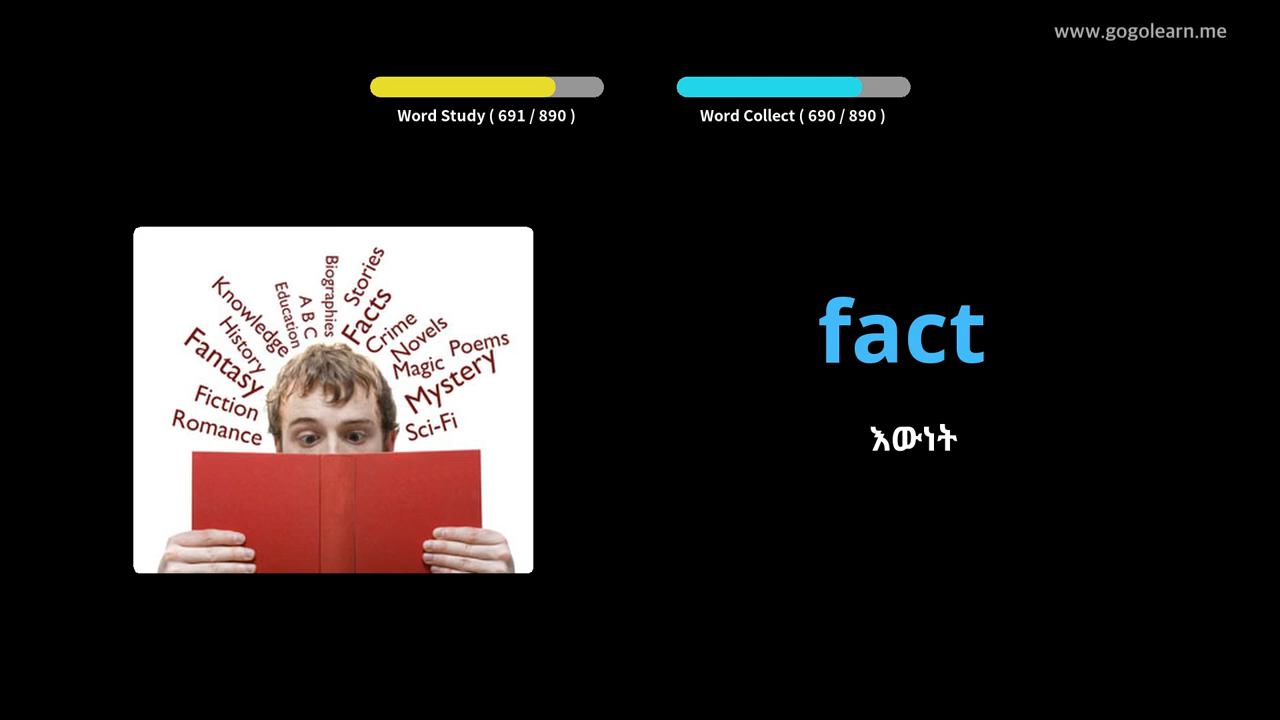 www.gogolearn.me
Word Study ( 691 / 890 )
Word Collect ( 690 / 890 )
Biographies
Stories
Education
A B C
Facts
Knowledge
Crime
History
Novels
Poems
Fantasy
Magic
Mystery
Fiction
Romance
Sci-Fi
fact
እውነት